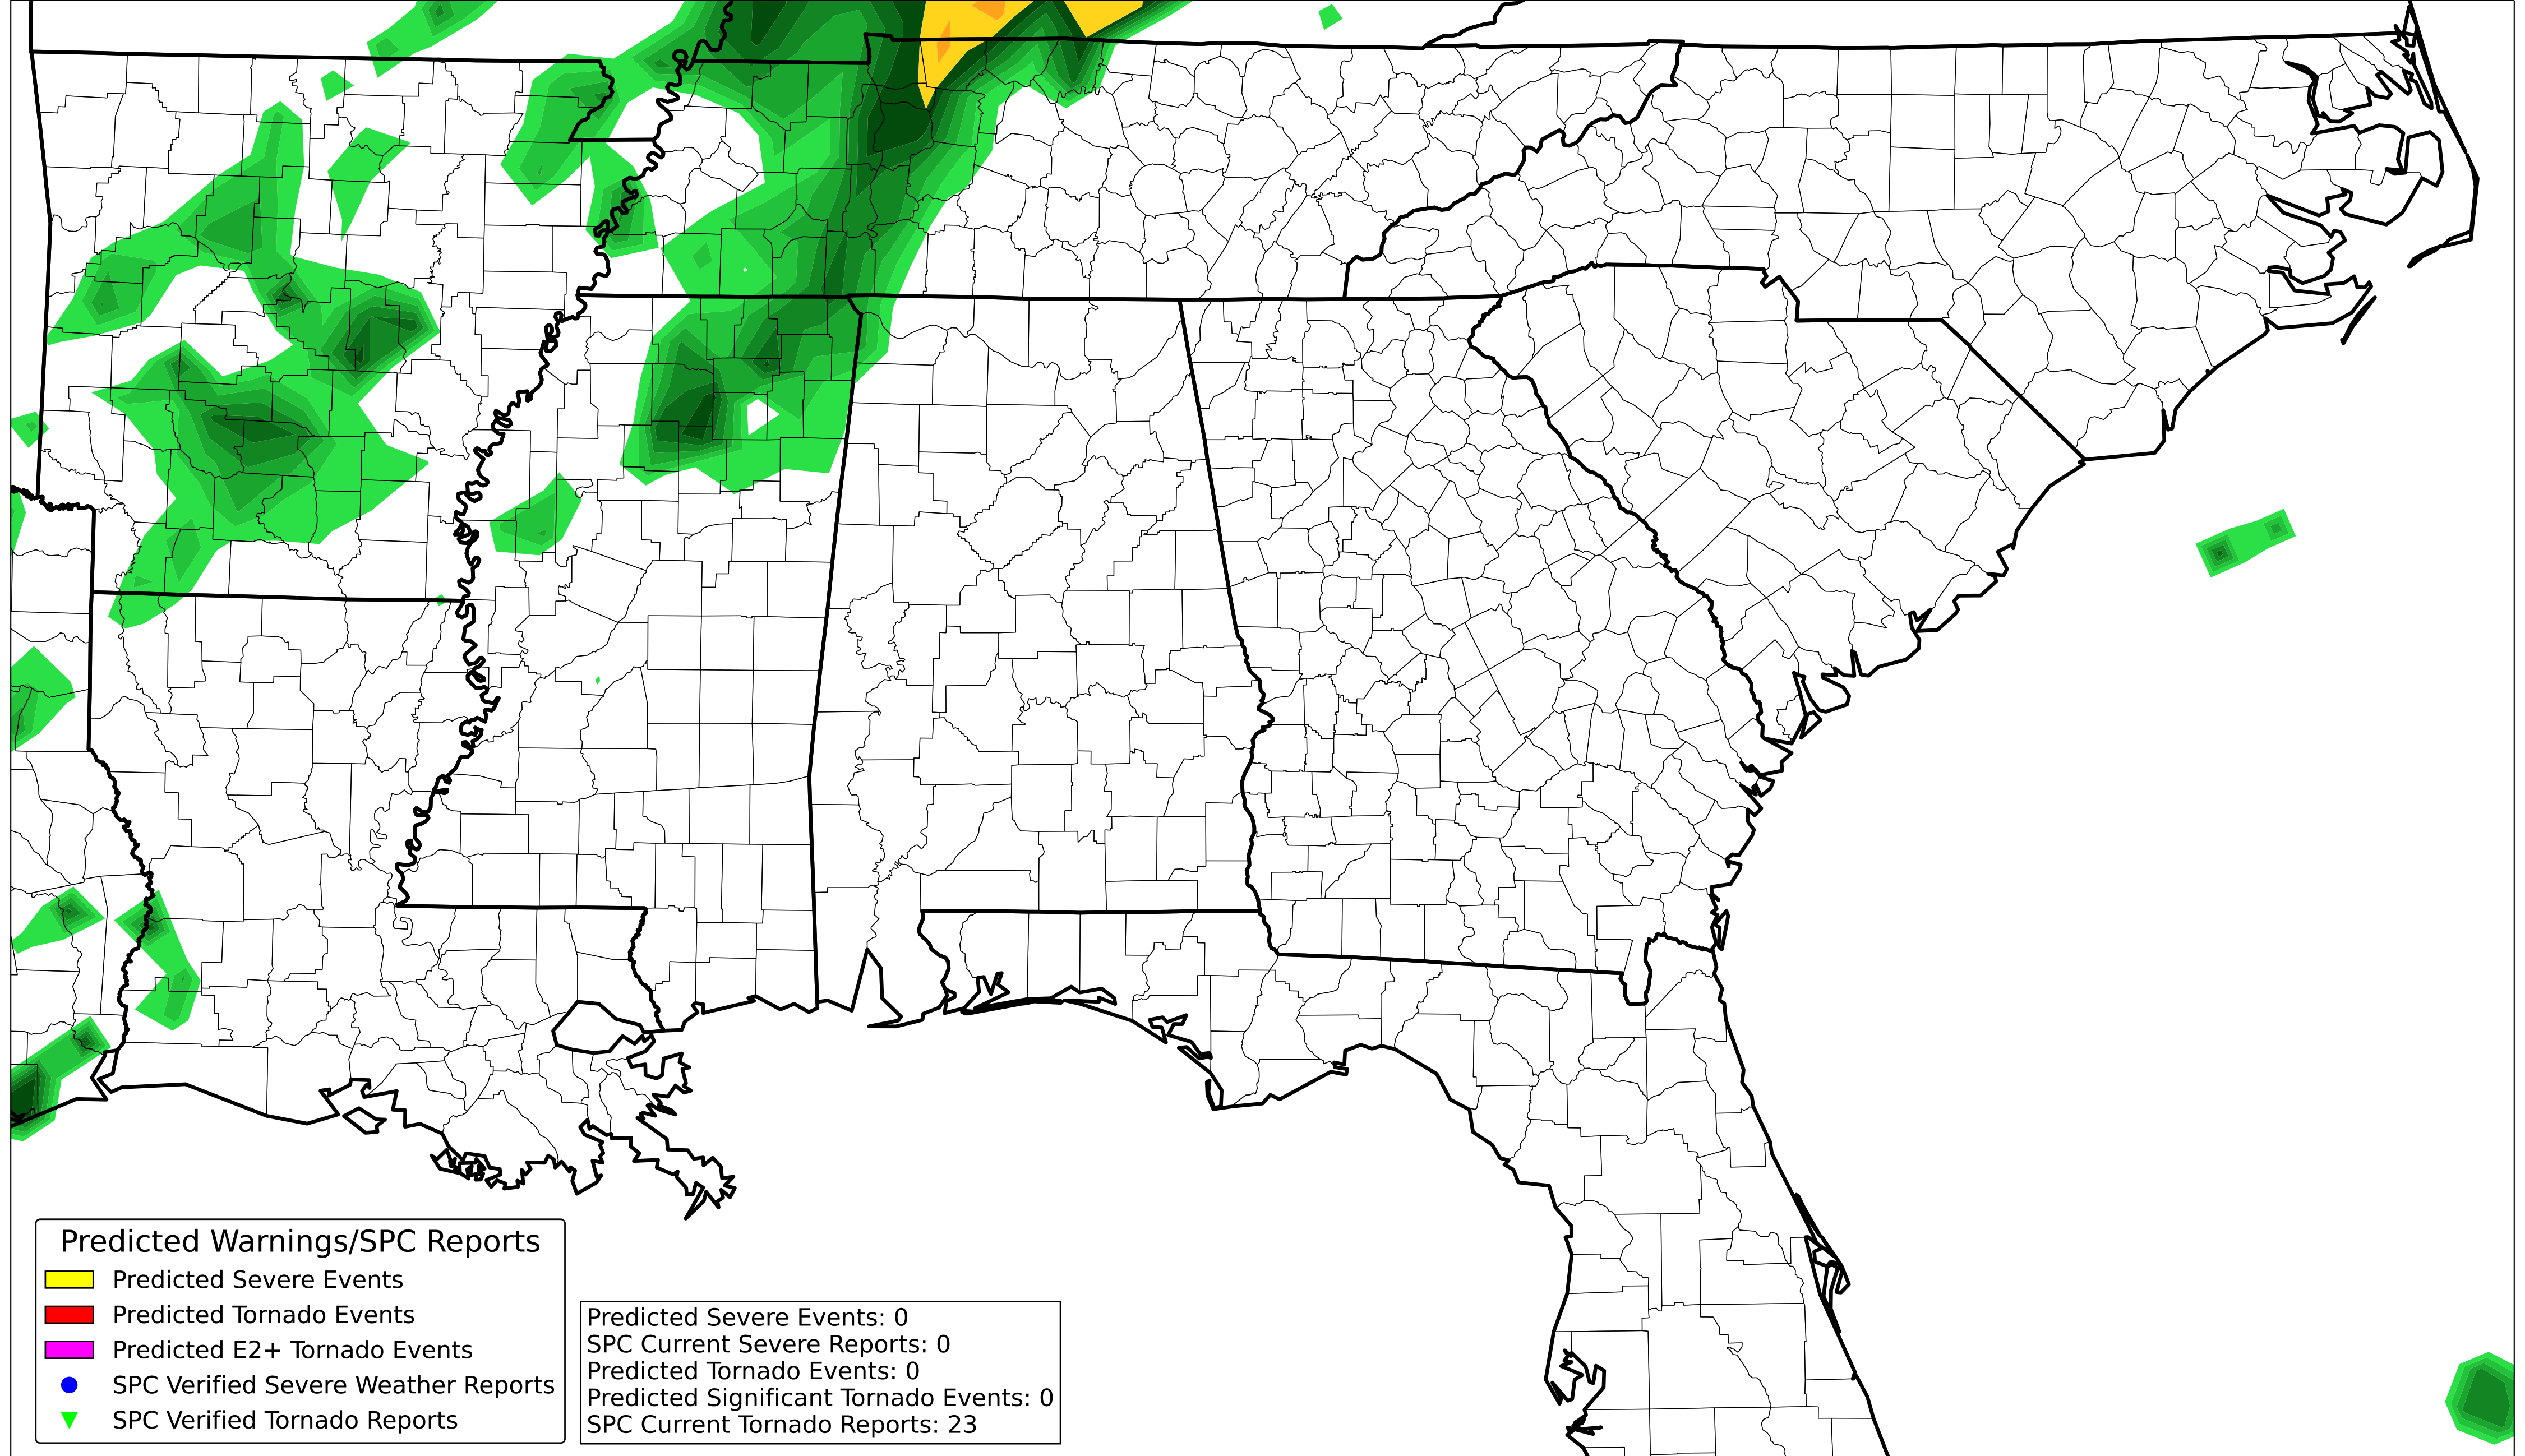 Predicted Warnings/SPC Reports
Predicted Severe Events
Predicted Tornado Events
Predicted E2+ Tornado Events
SPC Verified Severe Weather Reports
SPC Verified Tornado Reports
Predicted Severe Events: 0
SPC Current Severe Reports: 0
Predicted Tornado Events: 0
Predicted Significant Tornado Events: 0
SPC Current Tornado Reports: 23